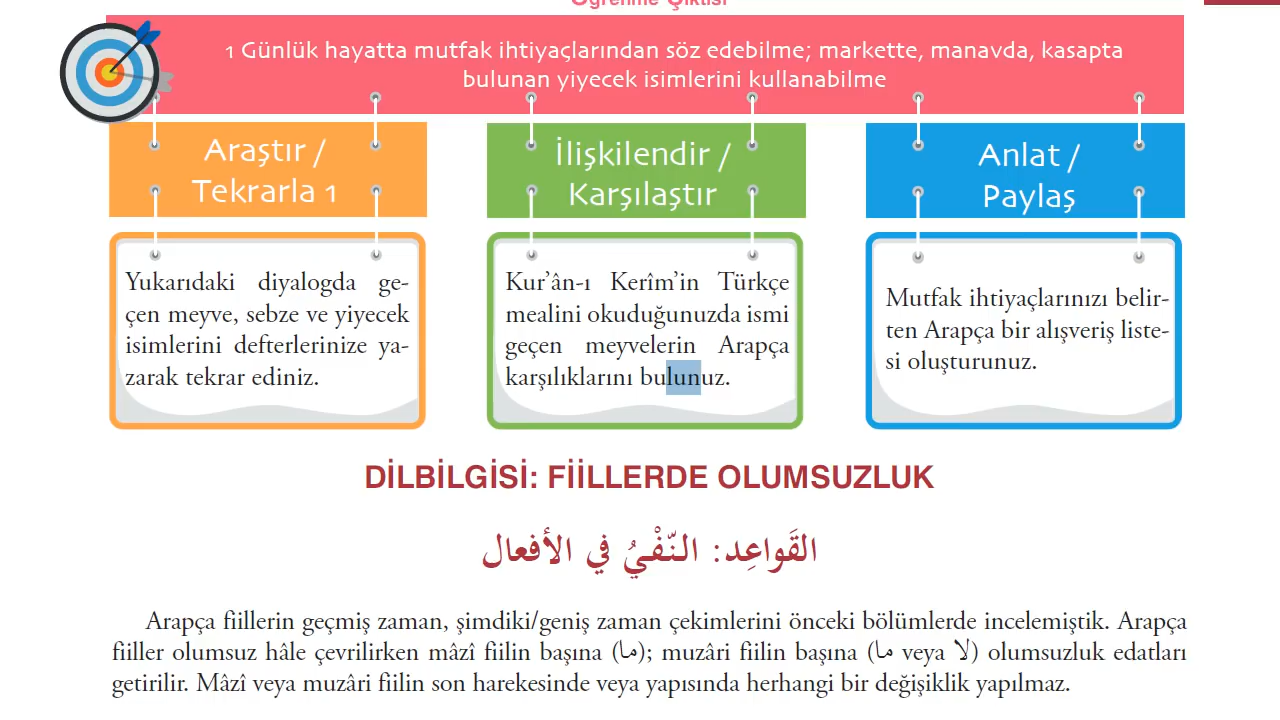 Öğrenme Çıktısı
1 Günlük hayatta mutfak ihtiyaçlarından söz edebilme; markette, manavda, kasapta
bulunan yiyecek isimlerini kullanabilme
Araştır /
Tekrarla 1
Yukarıdaki diyalogda ge-
çen meyve, sebze ve yiyecek
isimlerini defterlerinize ya-
zarak tekrar ediniz.
İlişkilendir /
Karşılaştır
Kur’ân-ı Kerîm’in Türkçe
mealini okuduğunuzda ismi
geçen meyvelerin Arapça
karşılıklarını bulunuz.
Anlat /
Paylaş
Mutfak ihtiyaçlarınızı belir-
ten Arapça bir alışveriş liste-
si oluşturunuz.
DİLBİLGİSİ: FİİLLERDE OLUMSUZLUK
القَواعِد: النّفْيُ في الأفعال
Arapça fiillerin geçmiş zaman, şimdiki/geniş zaman çekimlerini önceki bölümlerde incelemiştik. Arapça
fiiller olumsuz hâle çevrilirken mâzî fiilin başına (ما); muzâri fiilin başına (ما veya لا) olumsuzluk edatları
getirilir. Mâzî veya muzâri fiilin son harekesinde veya yapısında herhangi bir değişiklik yapılmaz.